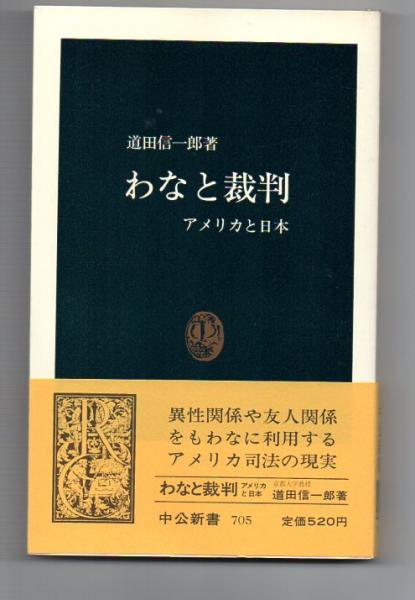 道田信一郎著
わなと裁判
アメリカと日本
異性関係や友人関係
をもわなに利用する
アメリカ司法の現実
わなと裁判 アメリカと日本 京都大学教授 道田信一郎著
中公新書 705 定価520円